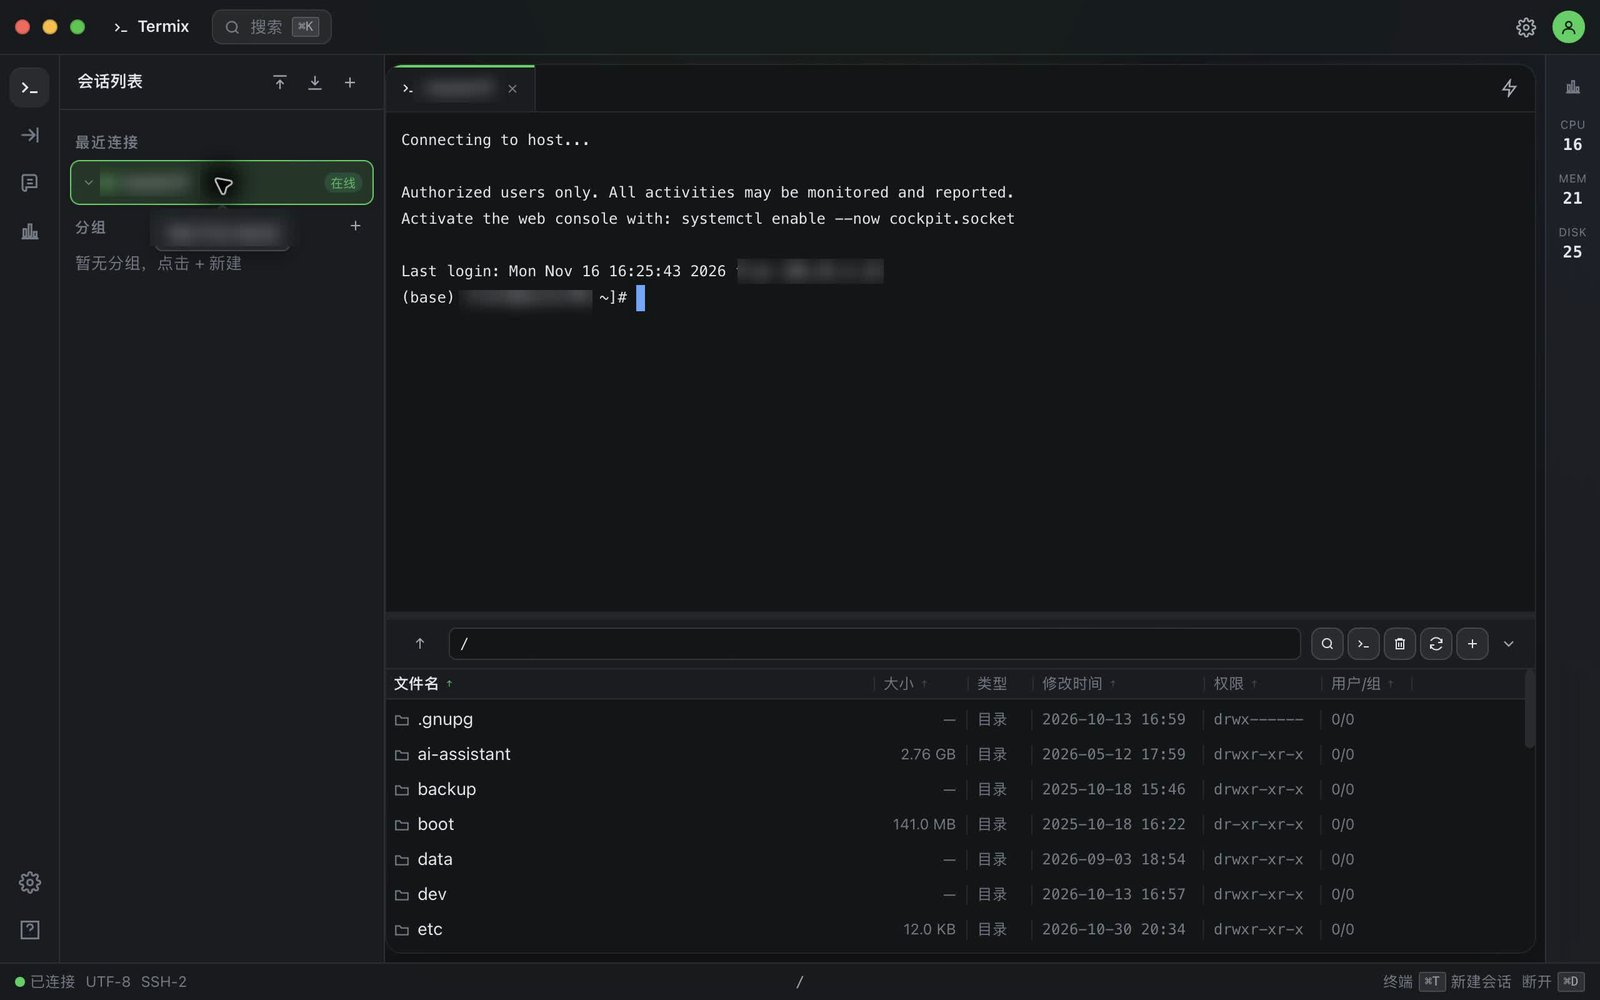 Termix 搜索 ⌘K
会话列表
最近连接
在线
分组
暂无分组，点击 + 新建
Connecting to host...
Authorized users only. All activities may be monitored and reported.
Activate the web console with: systemctl enable --now cockpit.socket
Last login: Mon Nov 16 16:25:43 2026
(base) ~]#
CPU
16
MEM
21
DISK
25
/
文件名 ↑ 大小 ↑ 类型 修改时间 ↑ 权限 ↑ 用户/组 ↑
.gnupg — 目录 2026-10-13 16:59 drwx------ 0/0
ai-assistant 2.76 GB 目录 2026-05-12 17:59 drwxr-xr-x 0/0
backup — 目录 2025-10-18 15:46 drwxr-xr-x 0/0
boot 141.0 MB 目录 2025-10-18 16:22 dr-xr-xr-x 0/0
data — 目录 2026-09-03 18:54 drwxr-xr-x 0/0
dev — 目录 2026-10-13 16:57 drwxr-xr-x 0/0
etc 12.0 KB 目录 2026-10-30 20:34 drwxr-xr-x 0/0
已连接 UTF-8 SSH-2 / 终端 ⌘T 新建会话 断开 ⌘D